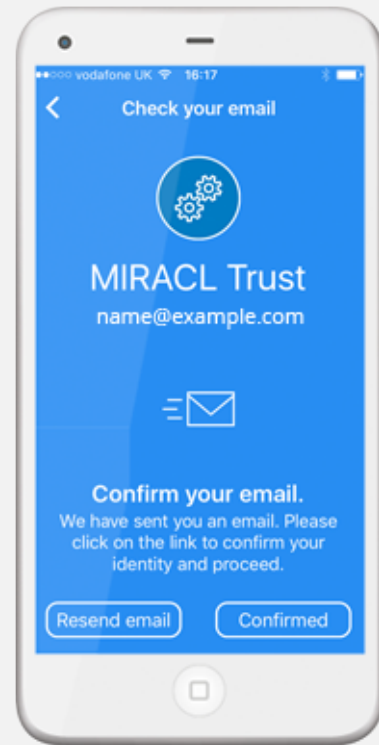 vodafone UK 16:17
Check your email
MIRACL Trust
name@example.com
Confirm your email.
We have sent you an email. Please
click on the link to confirm your
identity and proceed.
Resend email Confirmed